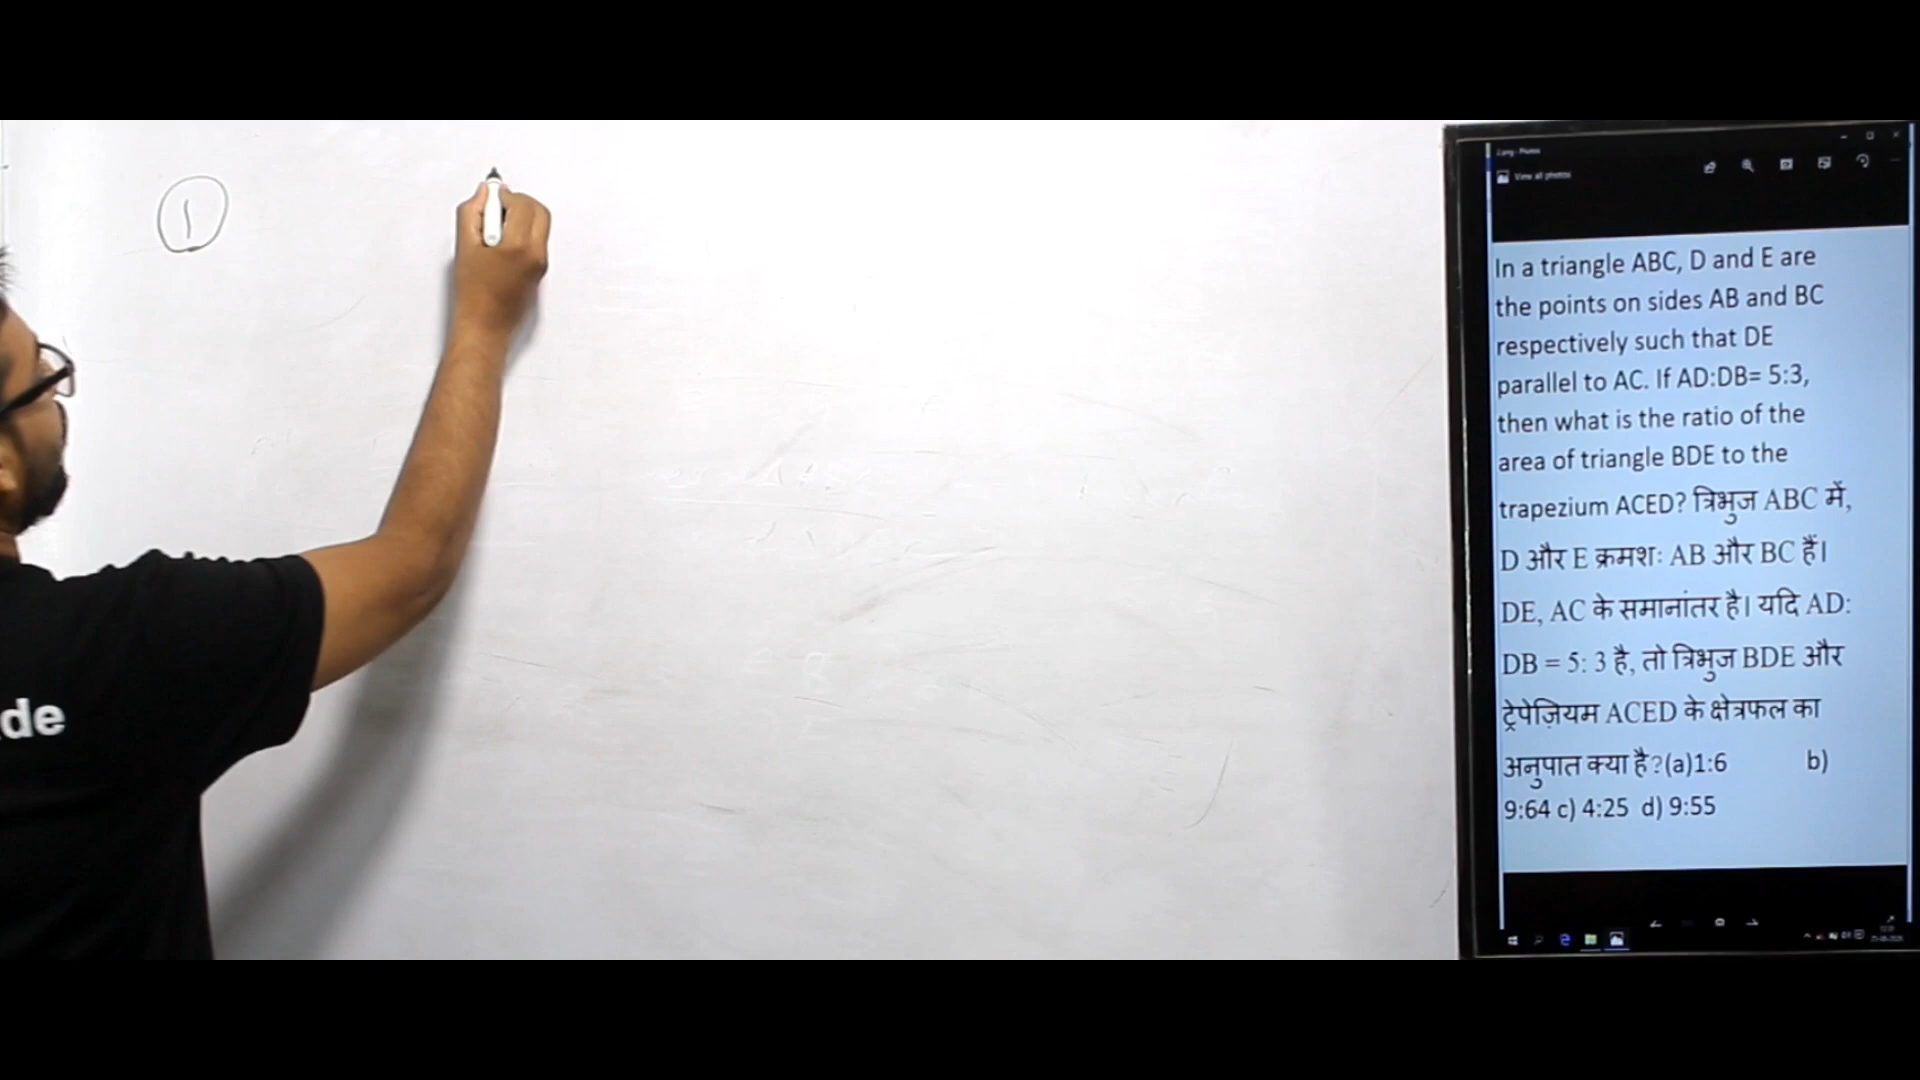 1
de
View all photos
In a triangle ABC, D and E are
the points on sides AB and BC
respectively such that DE
parallel to AC. If AD:DB= 5:3,
then what is the ratio of the
area of triangle BDE to the
trapezium ACED? त्रिभुज ABC में,
D और E क्रमशः AB और BC हैं।
DE, AC के समानांतर है। यदि AD:
DB = 5: 3 है, तो त्रिभुज BDE और
ट्रेपेज़ियम ACED के क्षेत्रफल का
अनुपात क्या है?(a)1:6 b)
9:64 c) 4:25 d) 9:55